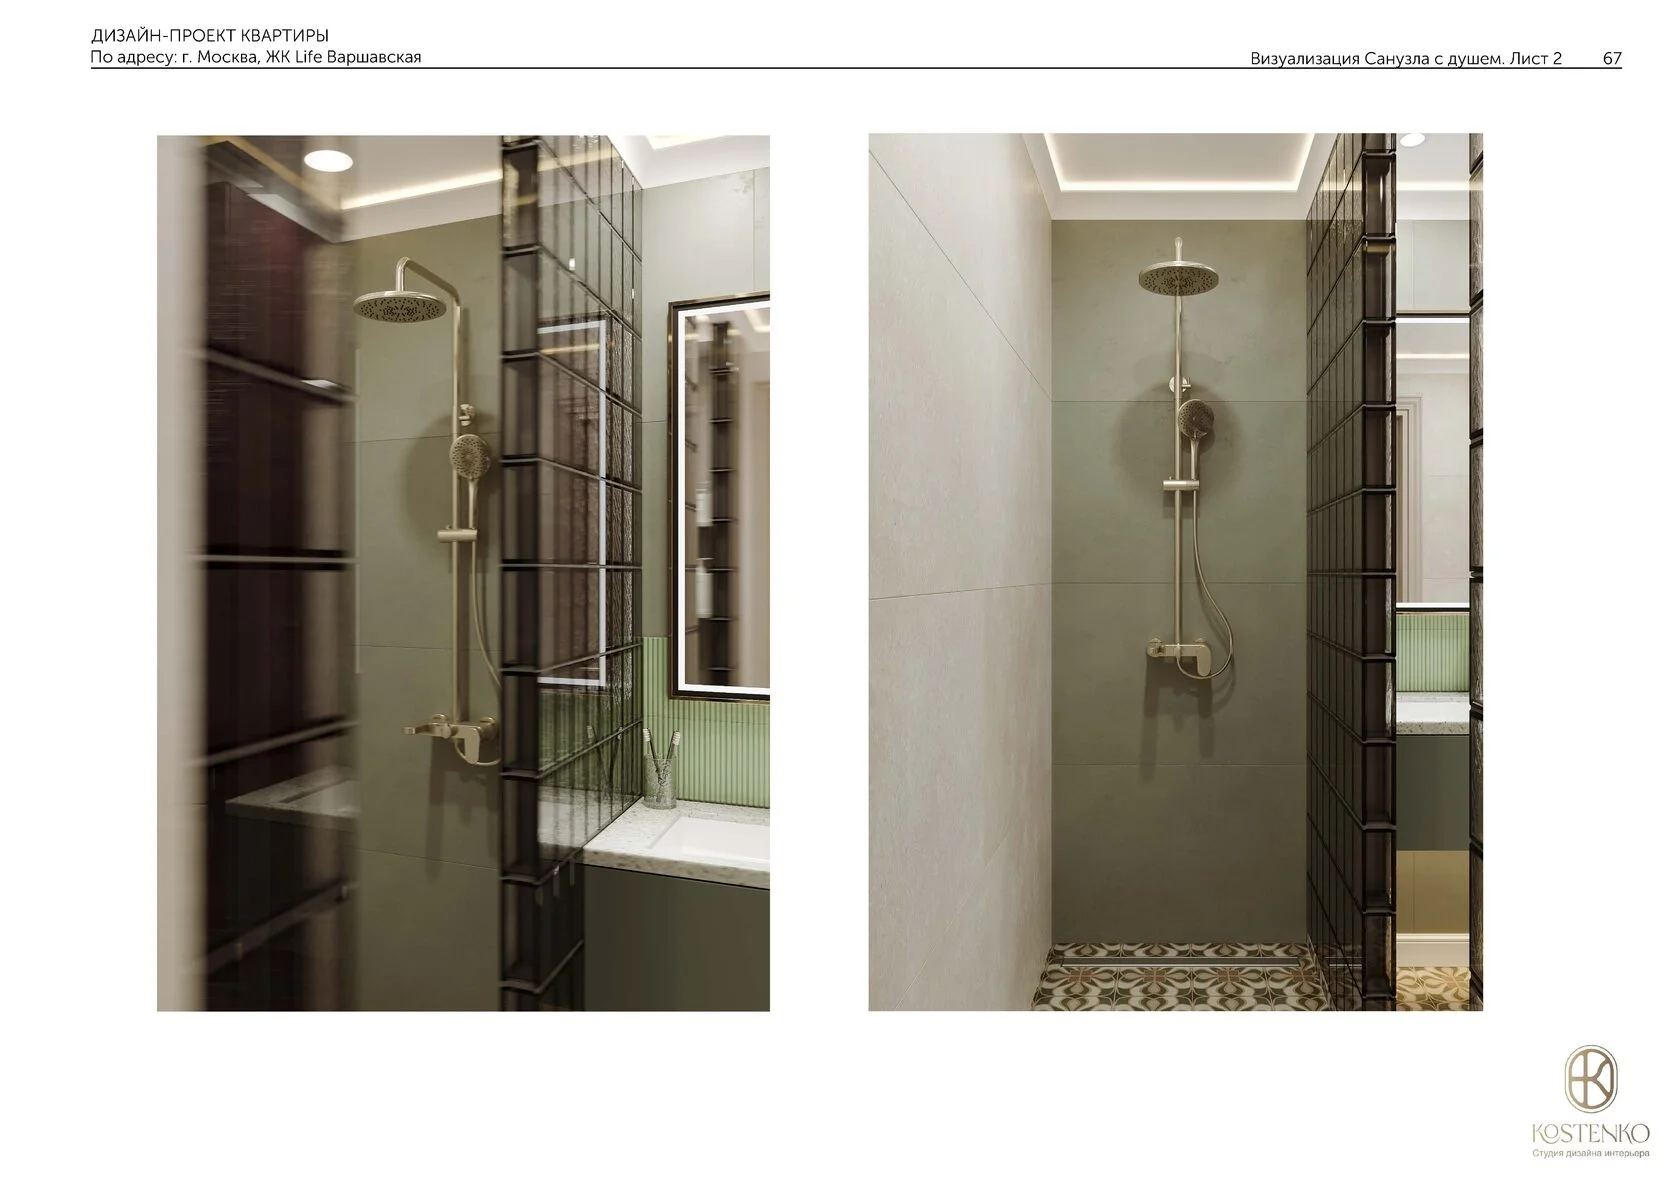 ДИЗАЙН-ПРОЕКТ КВАРТИРЫ
По адресу: г. Москва, ЖК Life Варшавская
Визуализация Санузла с душем. Лист 2 67
KOSTENKO
Студия дизайна интерьера